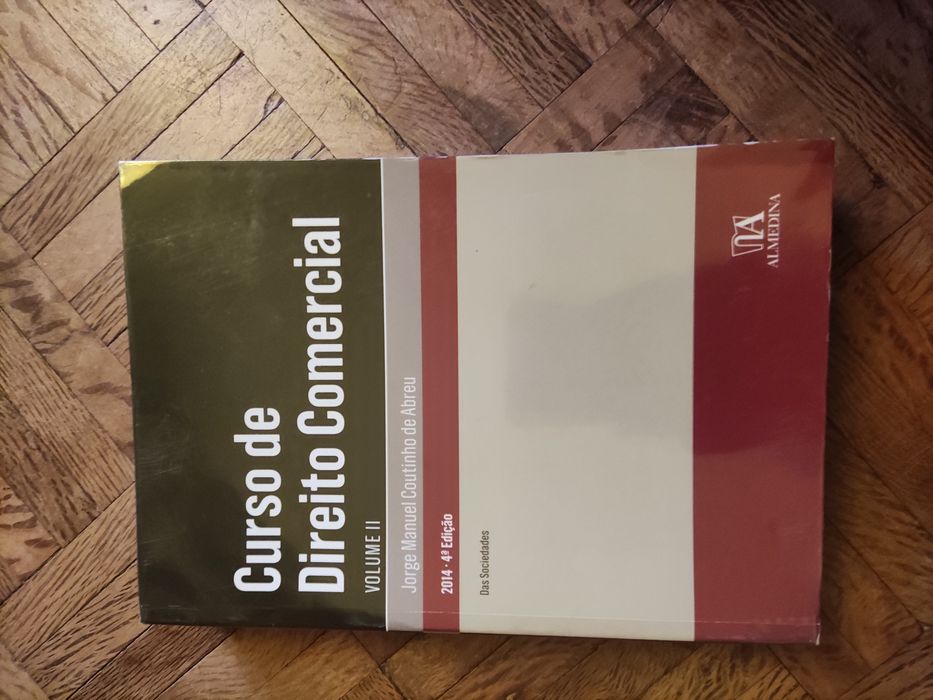 Curso de
Direito Comercial
VOLUME II
Jorge Manuel Coutinho de Abreu
2014 · 4ª Edição
Das Sociedades
ALMEDINA